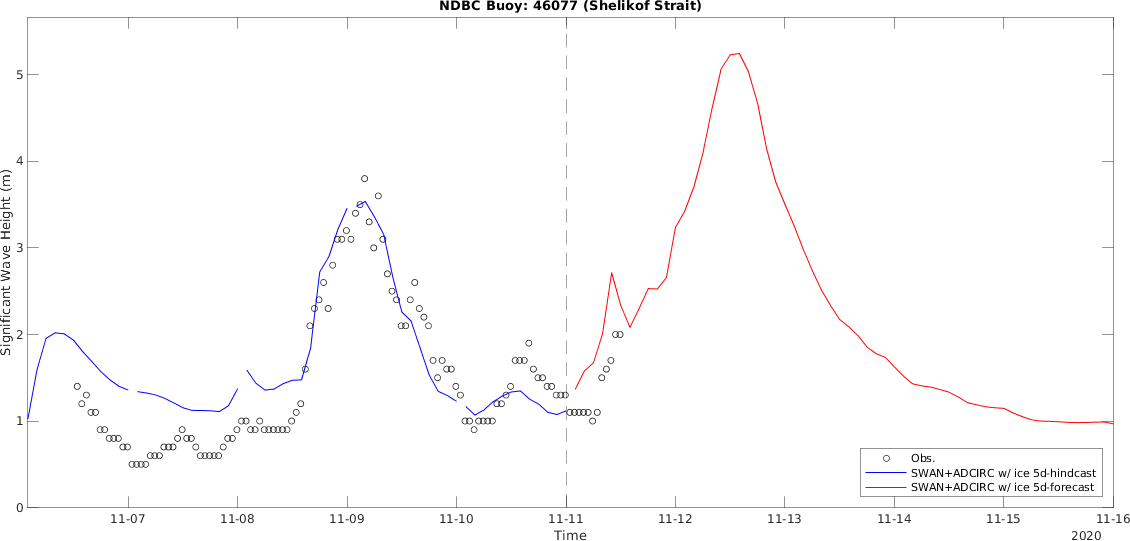 NDBC Buoy: 46077 (Shelikof Strait)
Significant Wave Height (m)
5
4
3
2
1
0
Obs.
SWAN+ADCIRC w/ ice 5d-hindcast
SWAN+ADCIRC w/ ice 5d-forecast
11-07 11-08 11-09 11-10 11-11 11-12 11-13 11-14 11-15 11-16
Time
2020